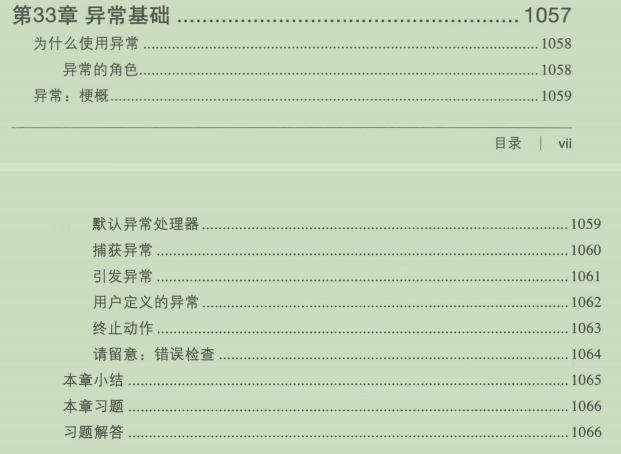 第33章 异常基础 ........................................ 1057
为什么使用异常 ........................................ 1058
异常的角色 ........................................ 1058
异常：梗概 ........................................ 1059
目录 | vii
默认异常处理器 ........................................ 1059
捕获异常 ........................................ 1060
引发异常 ........................................ 1061
用户定义的异常 ........................................ 1062
终止动作 ........................................ 1063
请留意：错误检查 ........................................ 1064
本章小结 ........................................ 1065
本章习题 ........................................ 1066
习题解答 ........................................ 1066